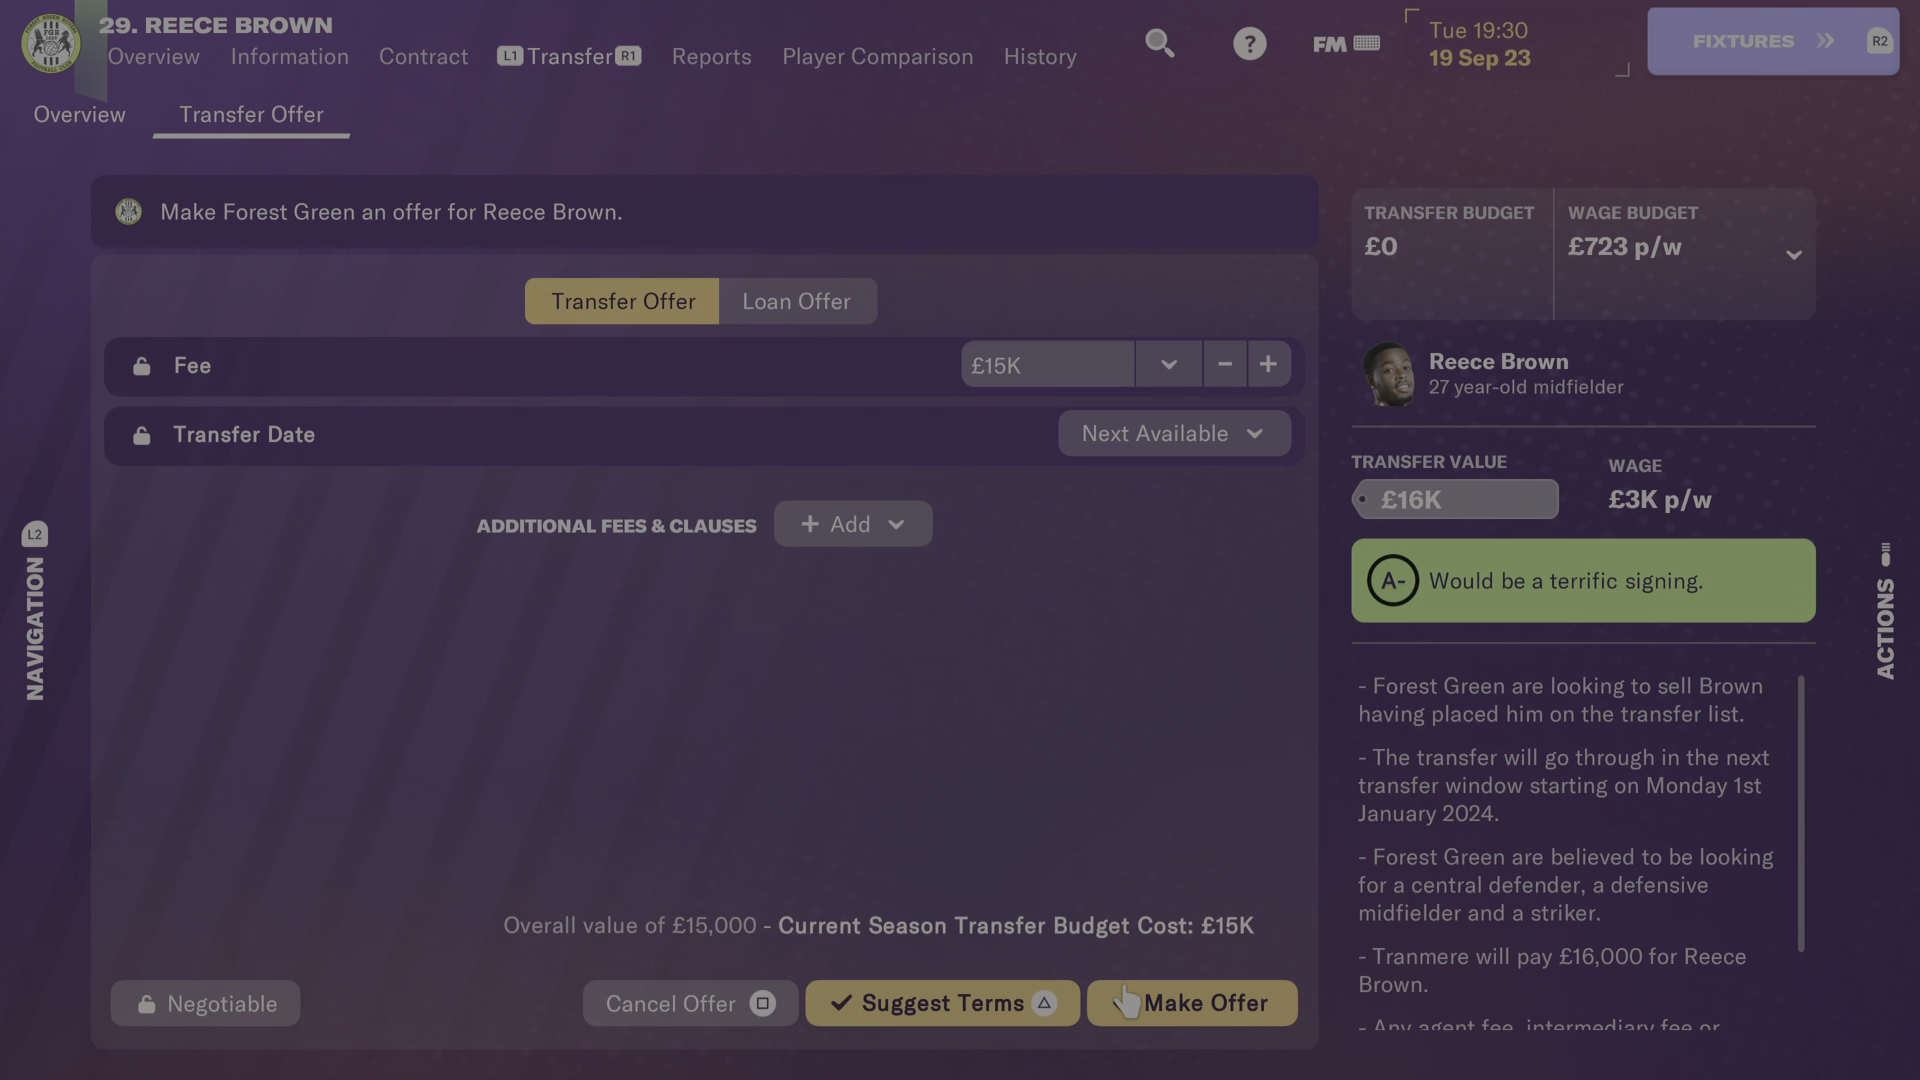 29. REECE BROWN
Overview Information Contract L1 Transfer R1 Reports Player Comparison History
?
FM
Tue 19:30
19 Sep 23
FIXTURES R2
Overview Transfer Offer
Make Forest Green an offer for Reece Brown.
Transfer Offer Loan Offer
Fee £15K - +
Transfer Date Next Available
ADDITIONAL FEES & CLAUSES + Add
Overall value of £15,000 - Current Season Transfer Budget Cost: £15K
Negotiable Cancel Offer Suggest Terms Make Offer
L2
NAVIGATION
TRANSFER BUDGET WAGE BUDGET
£0 £723 p/w
Reece Brown
27 year-old midfielder
TRANSFER VALUE WAGE
£16K £3K p/w
A- Would be a terrific signing.
- Forest Green are looking to sell Brown
having placed him on the transfer list.
- The transfer will go through in the next
transfer window starting on Monday 1st
January 2024.
- Forest Green are believed to be looking
for a central defender, a defensive
midfielder and a striker.
- Tranmere will pay £16,000 for Reece
Brown.
- Any agent fee, intermediary fee or
ACTIONS